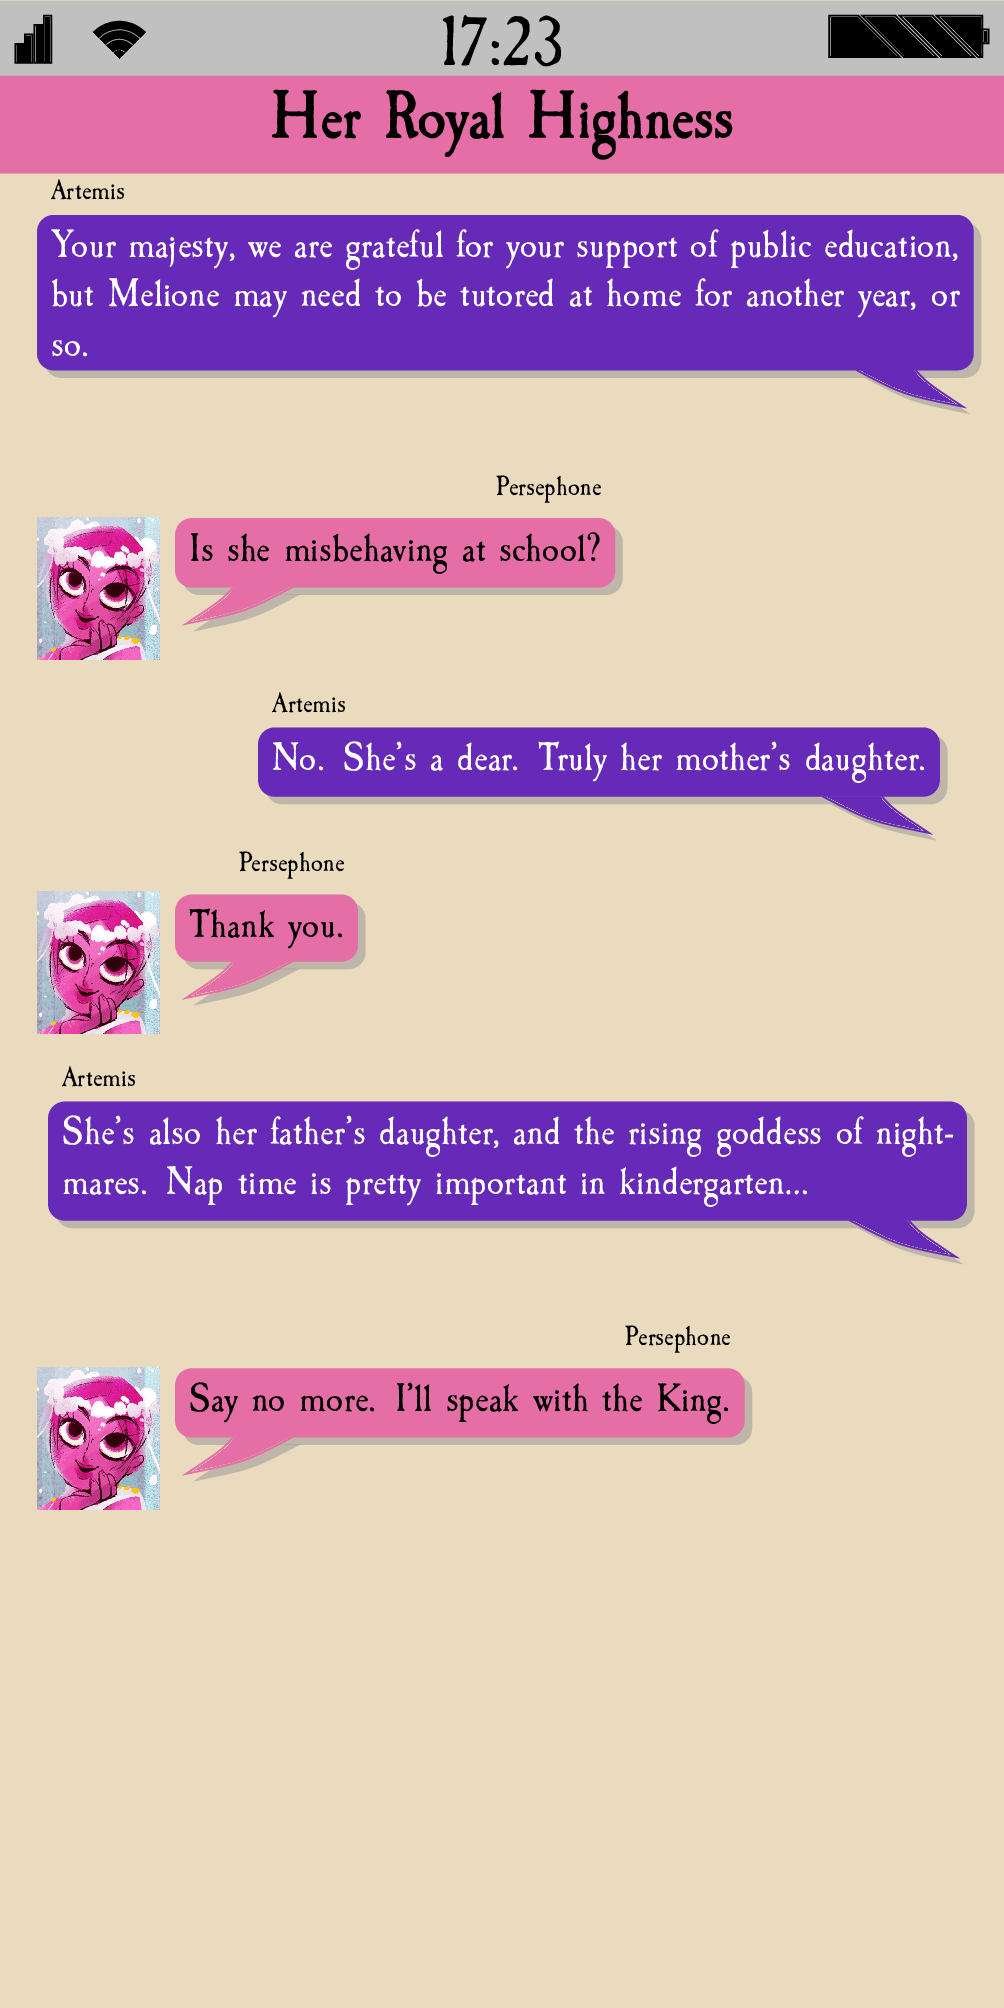 17:23
Her Royal Highness
Artemis
Your majesty, we are grateful for your support of public education,
but Melione may need to be tutored at home for another year, or
so.
Persephone
Is she misbehaving at school?
Artemis
No. She's a dear. Truly her mother's daughter.
Persephone
Thank you.
Artemis
She's also her father's daughter, and the rising goddess of night-
mares. Nap time is pretty important in kindergarten...
Persephone
Say no more. I'll speak with the King.